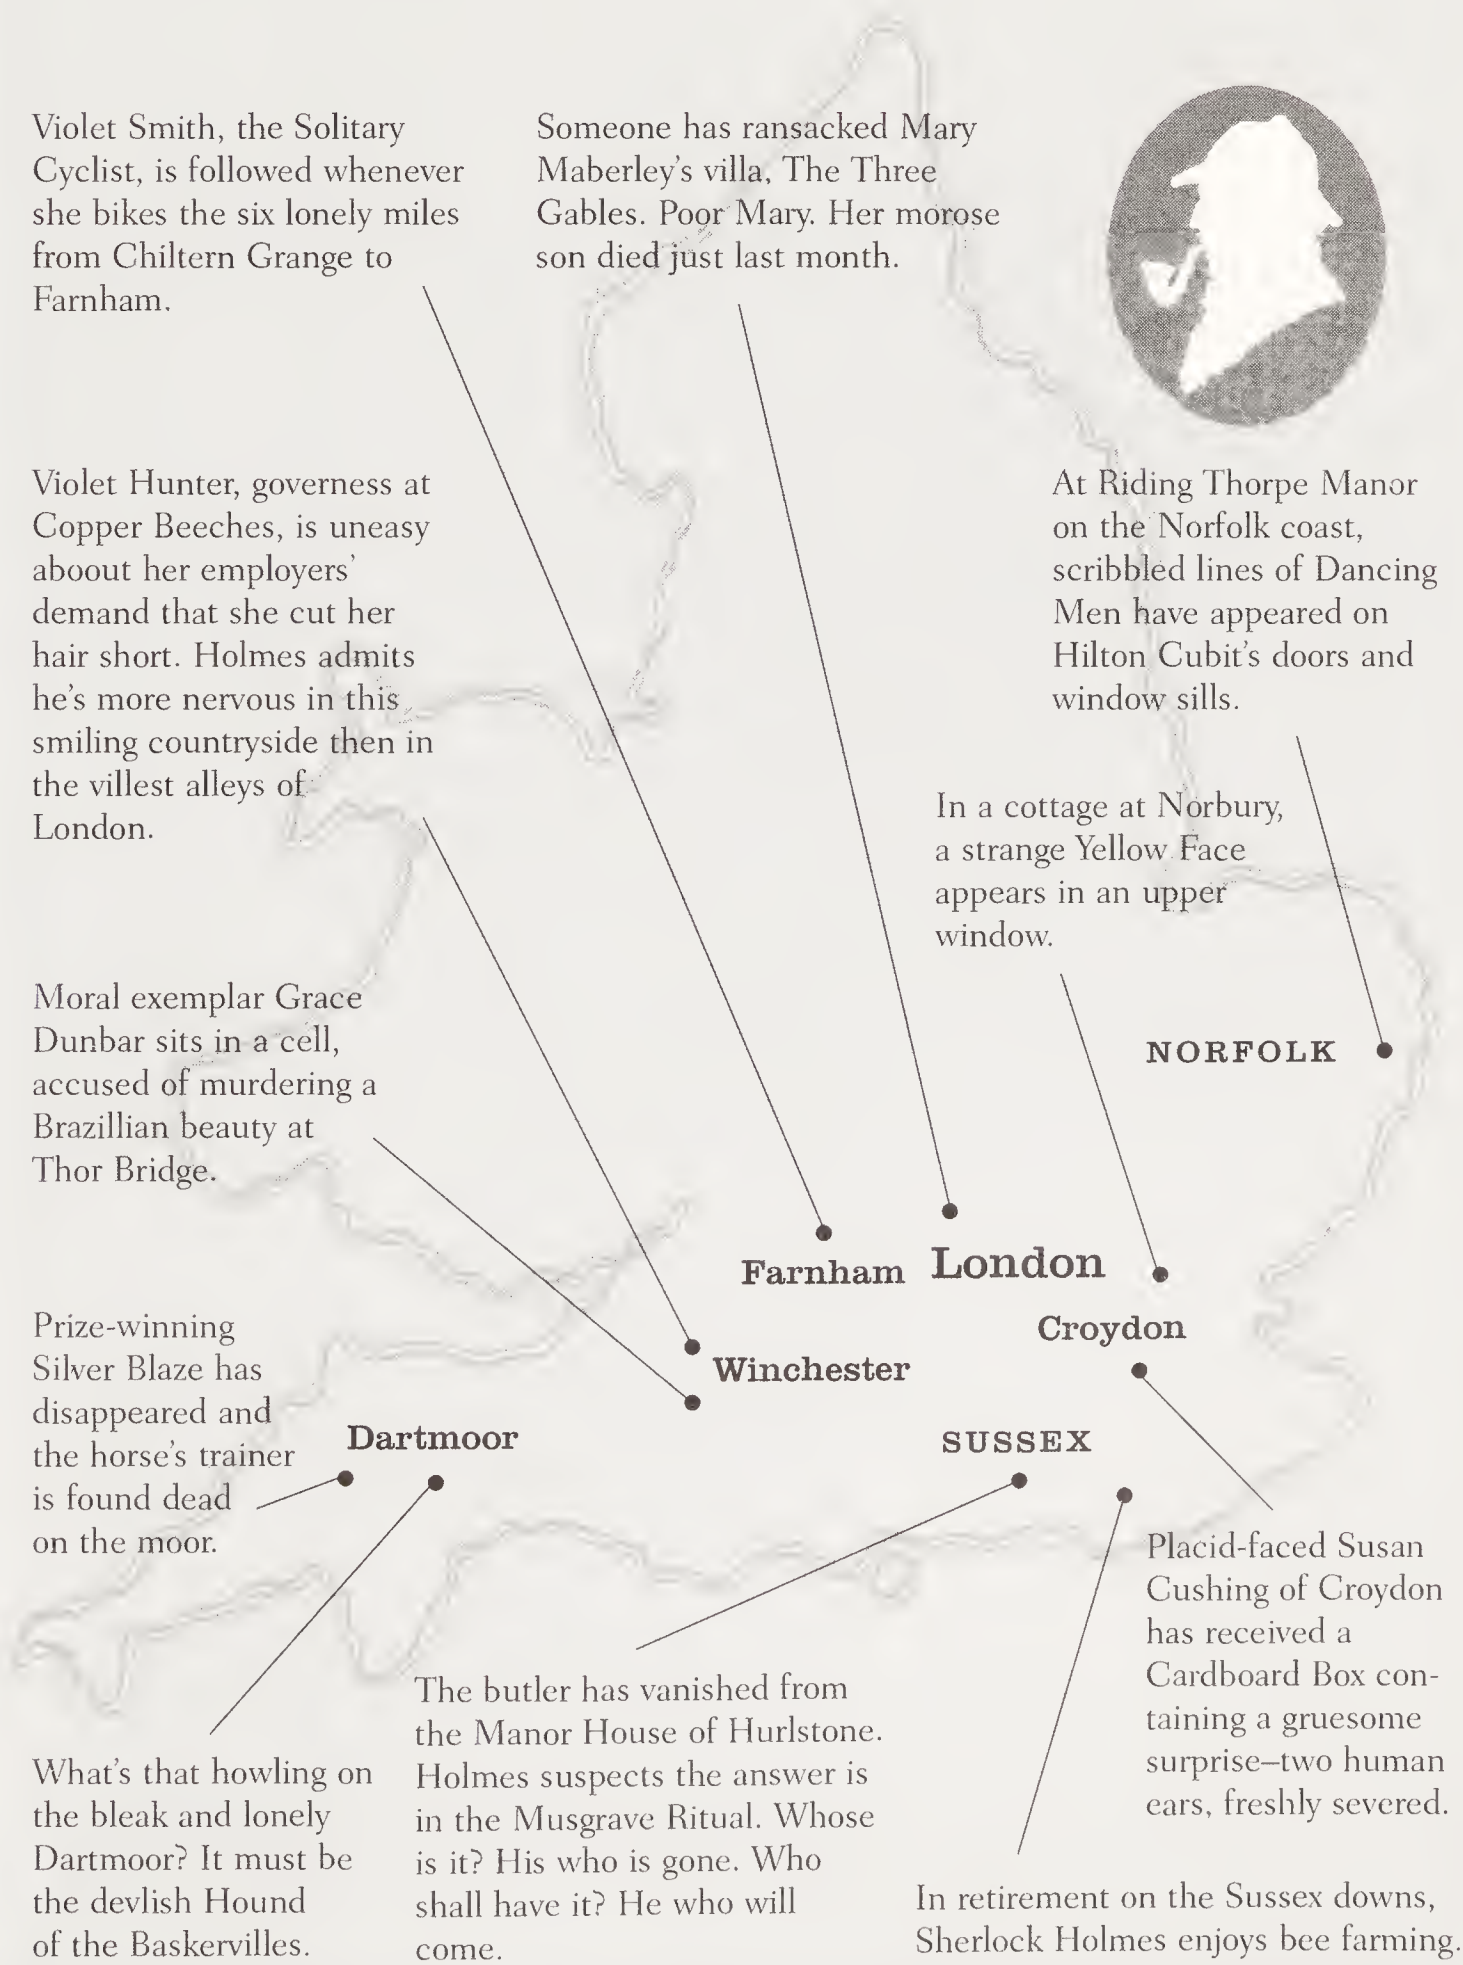 Violet Smith, the Solitary
Cyclist, is followed whenever
she bikes the six lonely miles
from Chiltern Grange to
Farnham.
Someone has ransacked Mary
Maberley's villa, The Three
Gables. Poor Mary. Her morose
son died just last month.
Violet Hunter, governess at
Copper Beeches, is uneasy
aboout her employers'
demand that she cut her
hair short. Holmes admits
he's more nervous in this
smiling countryside then in
the villest alleys of
London.
At Riding Thorpe Manor
on the Norfolk coast,
scribbled lines of Dancing
Men have appeared on
Hilton Cubit's doors and
window sills.
In a cottage at Norbury,
a strange Yellow Face
appears in an upper
window.
Moral exemplar Grace
Dunbar sits in a cell,
accused of murdering a
Brazillian beauty at
Thor Bridge.
NORFOLK
Farnham
London
Croydon
Winchester
Prize-winning
Silver Blaze has
disappeared and
the horse's trainer
is found dead
on the moor.
Dartmoor
SUSSEX
Placid-faced Susan
Cushing of Croydon
has received a
Cardboard Box con-
taining a gruesome
surprise–two human
ears, freshly severed.
What's that howling on
the bleak and lonely
Dartmoor? It must be
the devlish Hound
of the Baskervilles.
The butler has vanished from
the Manor House of Hurlstone.
Holmes suspects the answer is
in the Musgrave Ritual. Whose
is it? His who is gone. Who
shall have it? He who will
come.
In retirement on the Sussex downs,
Sherlock Holmes enjoys bee farming.